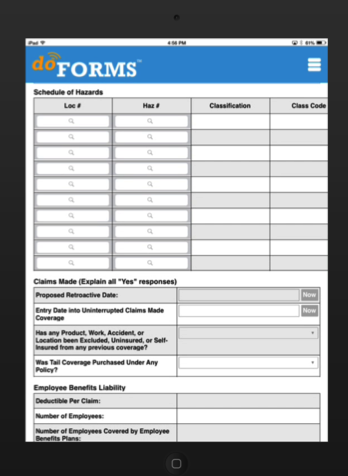 iPad
4:06 PM
81%
doFORMS™
Schedule of Hazards
Loc #
Haz #
Classification
Class Code
Claims Made (Explain all "Yes" responses)
Proposed Retroactive Date:
Now
Entry Date into Uninterrupted Claims Made
Coverage
Now
Has any Product, Work, Accident, or
Location been Excluded, Uninsured, or Self-
Insured from any previous coverage?
Was Tail Coverage Purchased Under Any
Policy?
Employee Benefits Liability
Deductible Per Claim:
Number of Employees:
Number of Employees Covered by Employee
Benefits Plans: